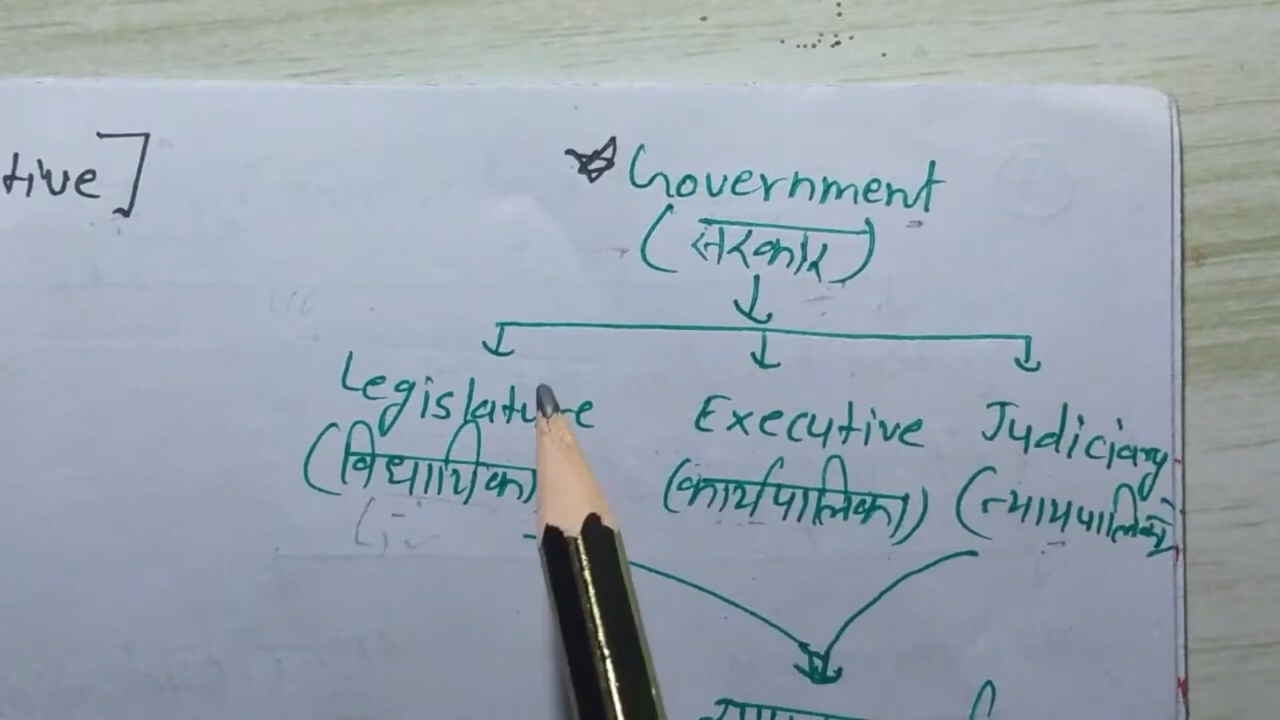 tive]
Government
(सरकार)
Legislature Executive Judiciary
(विधायिका (कार्यपालिका) (न्यायपालिका